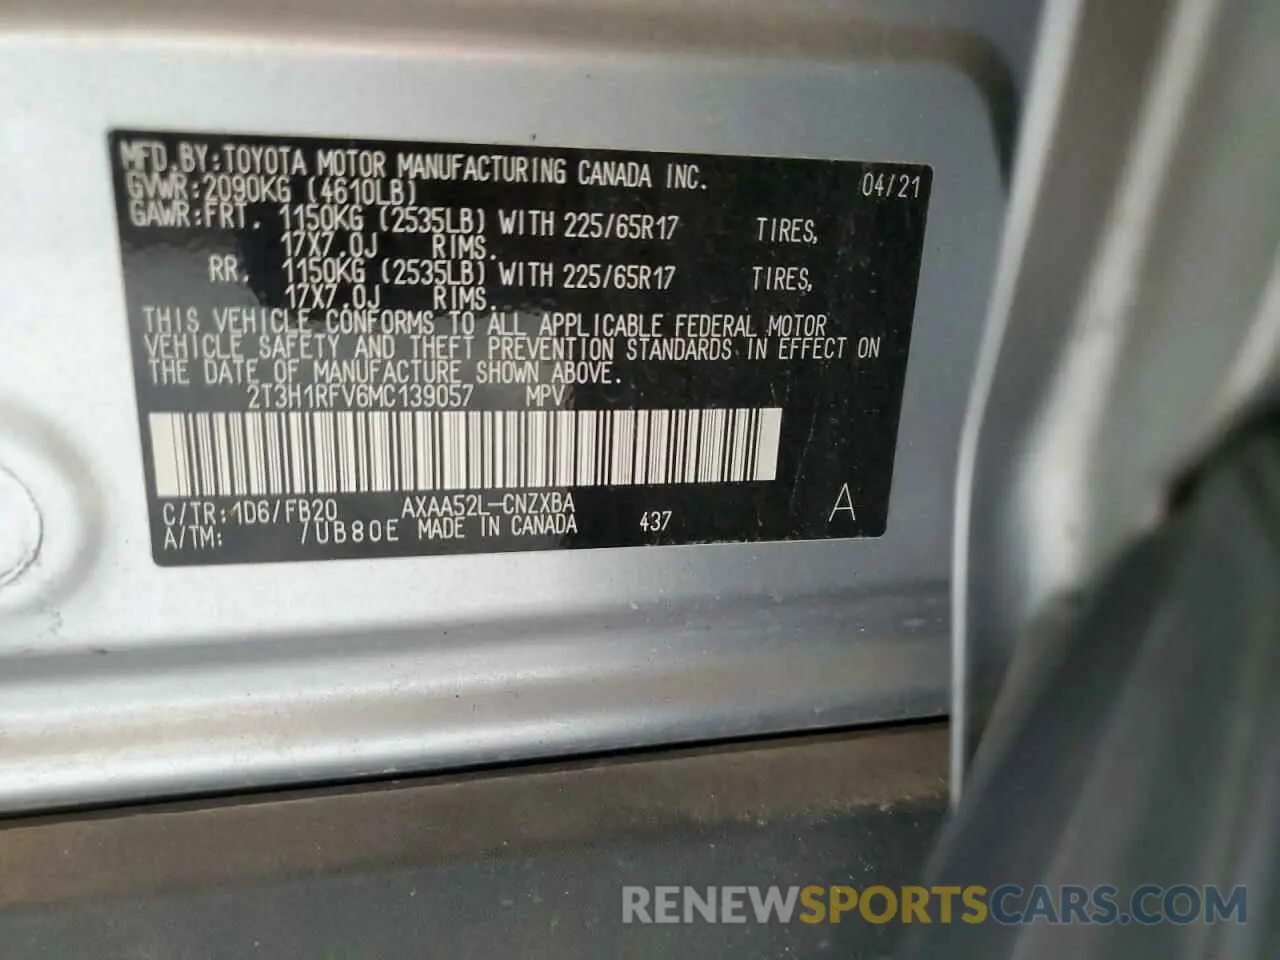 MFD.BY:TOYOTA MOTOR MANUFACTURING CANADA INC. 04/21
GVWR:2090KG (4610LB)
GAWR:FRT. 1150KG (2535LB) WITH 225/65R17 TIRES,
17X7.0J RIMS.
RR. 1150KG (2535LB) WITH 225/65R17 TIRES,
17X7.0J RIMS.
THIS VEHICLE CONFORMS TO ALL APPLICABLE FEDERAL MOTOR
VEHICLE SAFETY AND THEFT PREVENTION STANDARDS IN EFFECT ON
THE DATE OF MANUFACTURE SHOWN ABOVE.
2T3H1RFV6MC139057 MPV
C/TR:1D6/FB20 AXAA52L-CNZXBA
A/TM: /UB80E MADE IN CANADA 437 A
RENEWSPORTSCARS.COM